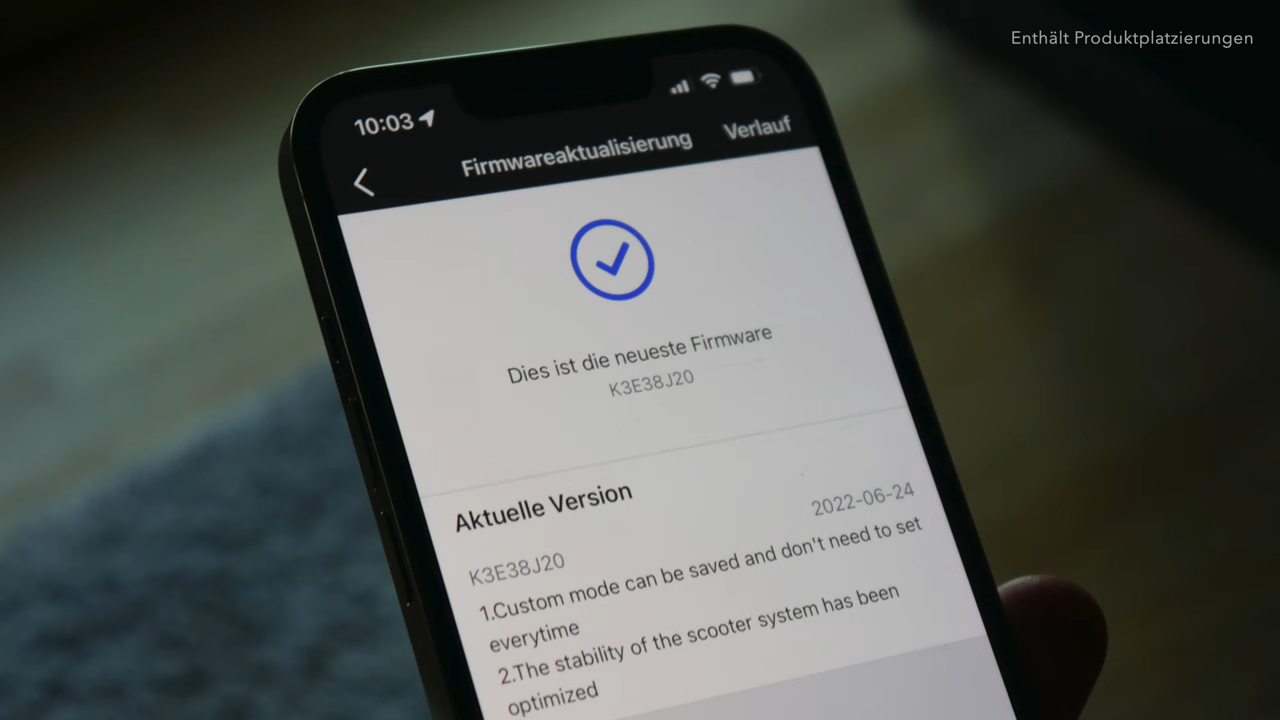 Enthält Produktplatzierungen
10:03
Firmwareaktualisierung
Verlauf
Dies ist die neueste Firmware
K3E38J20
Aktuelle Version
2022-06-24
K3E38J20
1.Custom mode can be saved and don't need to set
everytime
2.The stability of the scooter system has been
optimized